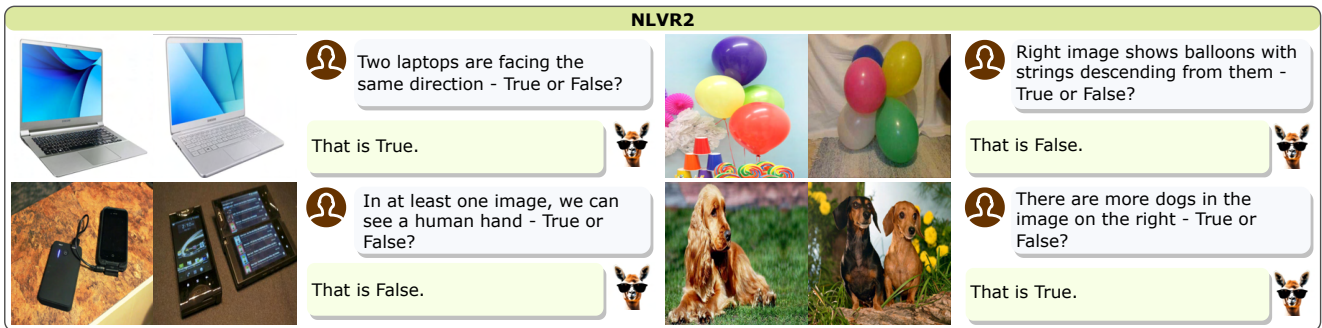 NLVR2
Two laptops are facing the
same direction - True or False?
That is True.
Right image shows balloons with
strings descending from them -
True or False?
That is False.
In at least one image, we can
see a human hand - True or
False?
That is False.
There are more dogs in the
image on the right - True or
False?
That is True.